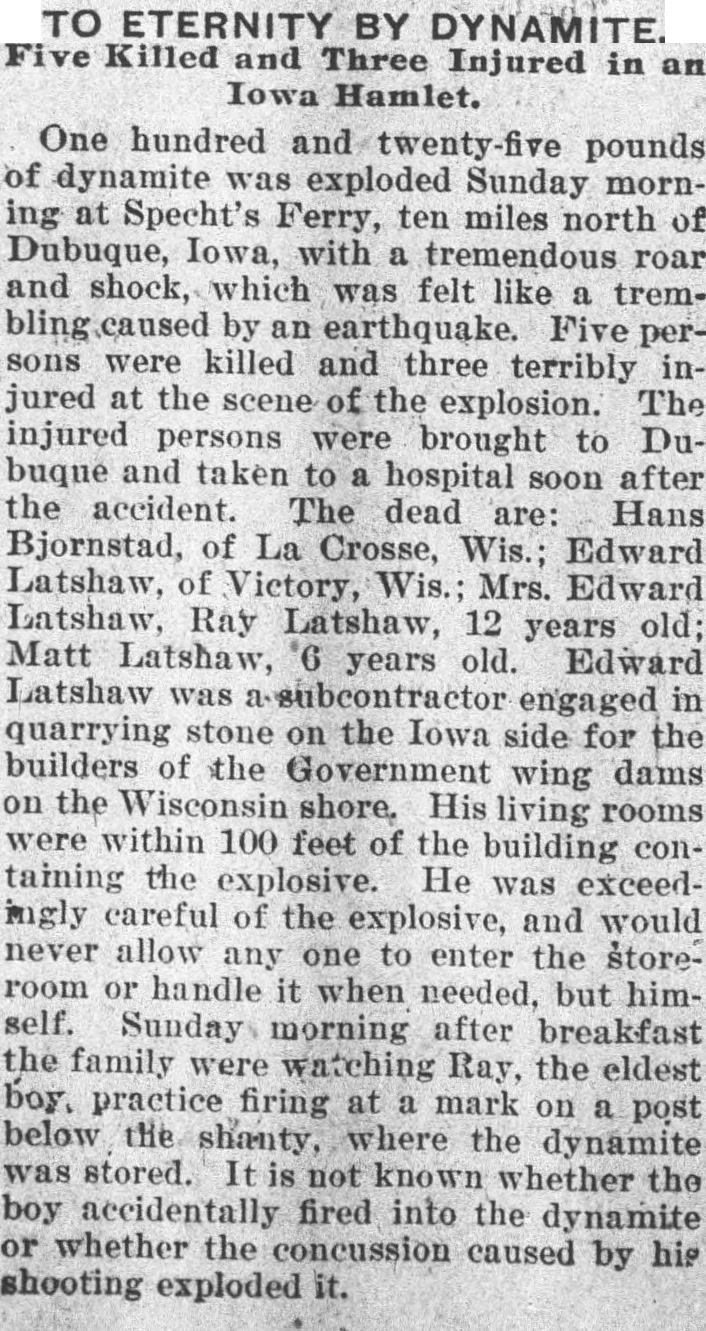 TO ETERNITY BY DYNAMITE.
Five Killed and Three Injured in an
Iowa Hamlet.
One hundred and twenty-five pounds
of dynamite was exploded Sunday morn-
ing at Specht's Ferry, ten miles north of
Dubuque, Iowa, with a tremendous roar
and shock, which was felt like a trem-
bling caused by an earthquake. Five per-
sons were killed and three terribly in-
jured at the scene of the explosion. The
injured persons were brought to Du-
buque and taken to a hospital soon after
the accident. The dead are: Hans
Bjornstad, of La Crosse, Wis.; Edward
Latshaw, of Victory, Wis.; Mrs. Edward
Latshaw, Ray Latshaw, 12 years old;
Matt Latshaw, 6 years old. Edward
Latshaw was a subcontractor engaged in
quarrying stone on the Iowa side for the
builders of the Government wing dams
on the Wisconsin shore. His living rooms
were within 100 feet of the building con-
taining the explosive. He was exceed-
ingly careful of the explosive, and would
never allow any one to enter the store-
room or handle it when needed, but him-
self. Sunday morning after breakfast
the family were watching Ray, the eldest
boy, practice firing at a mark on a post
below the shanty, where the dynamite
was stored. It is not known whether the
boy accidentally fired into the dynamite
or whether the concussion caused by his
shooting exploded it.